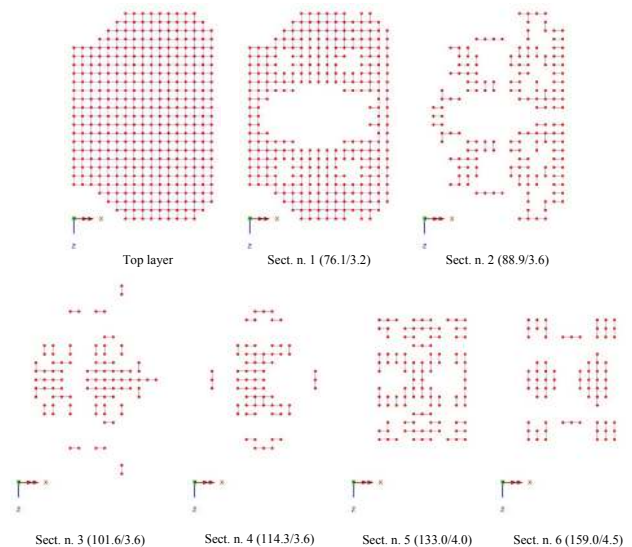 x x x
z z z
Top layer Sect. n. 1 (76.1/3.2) Sect. n. 2 (88.9/3.6)
x x x x
z z z z
Sect. n. 3 (101.6/3.6) Sect. n. 4 (114.3/3.6) Sect. n. 5 (133.0/4.0) Sect. n. 6 (159.0/4.5)